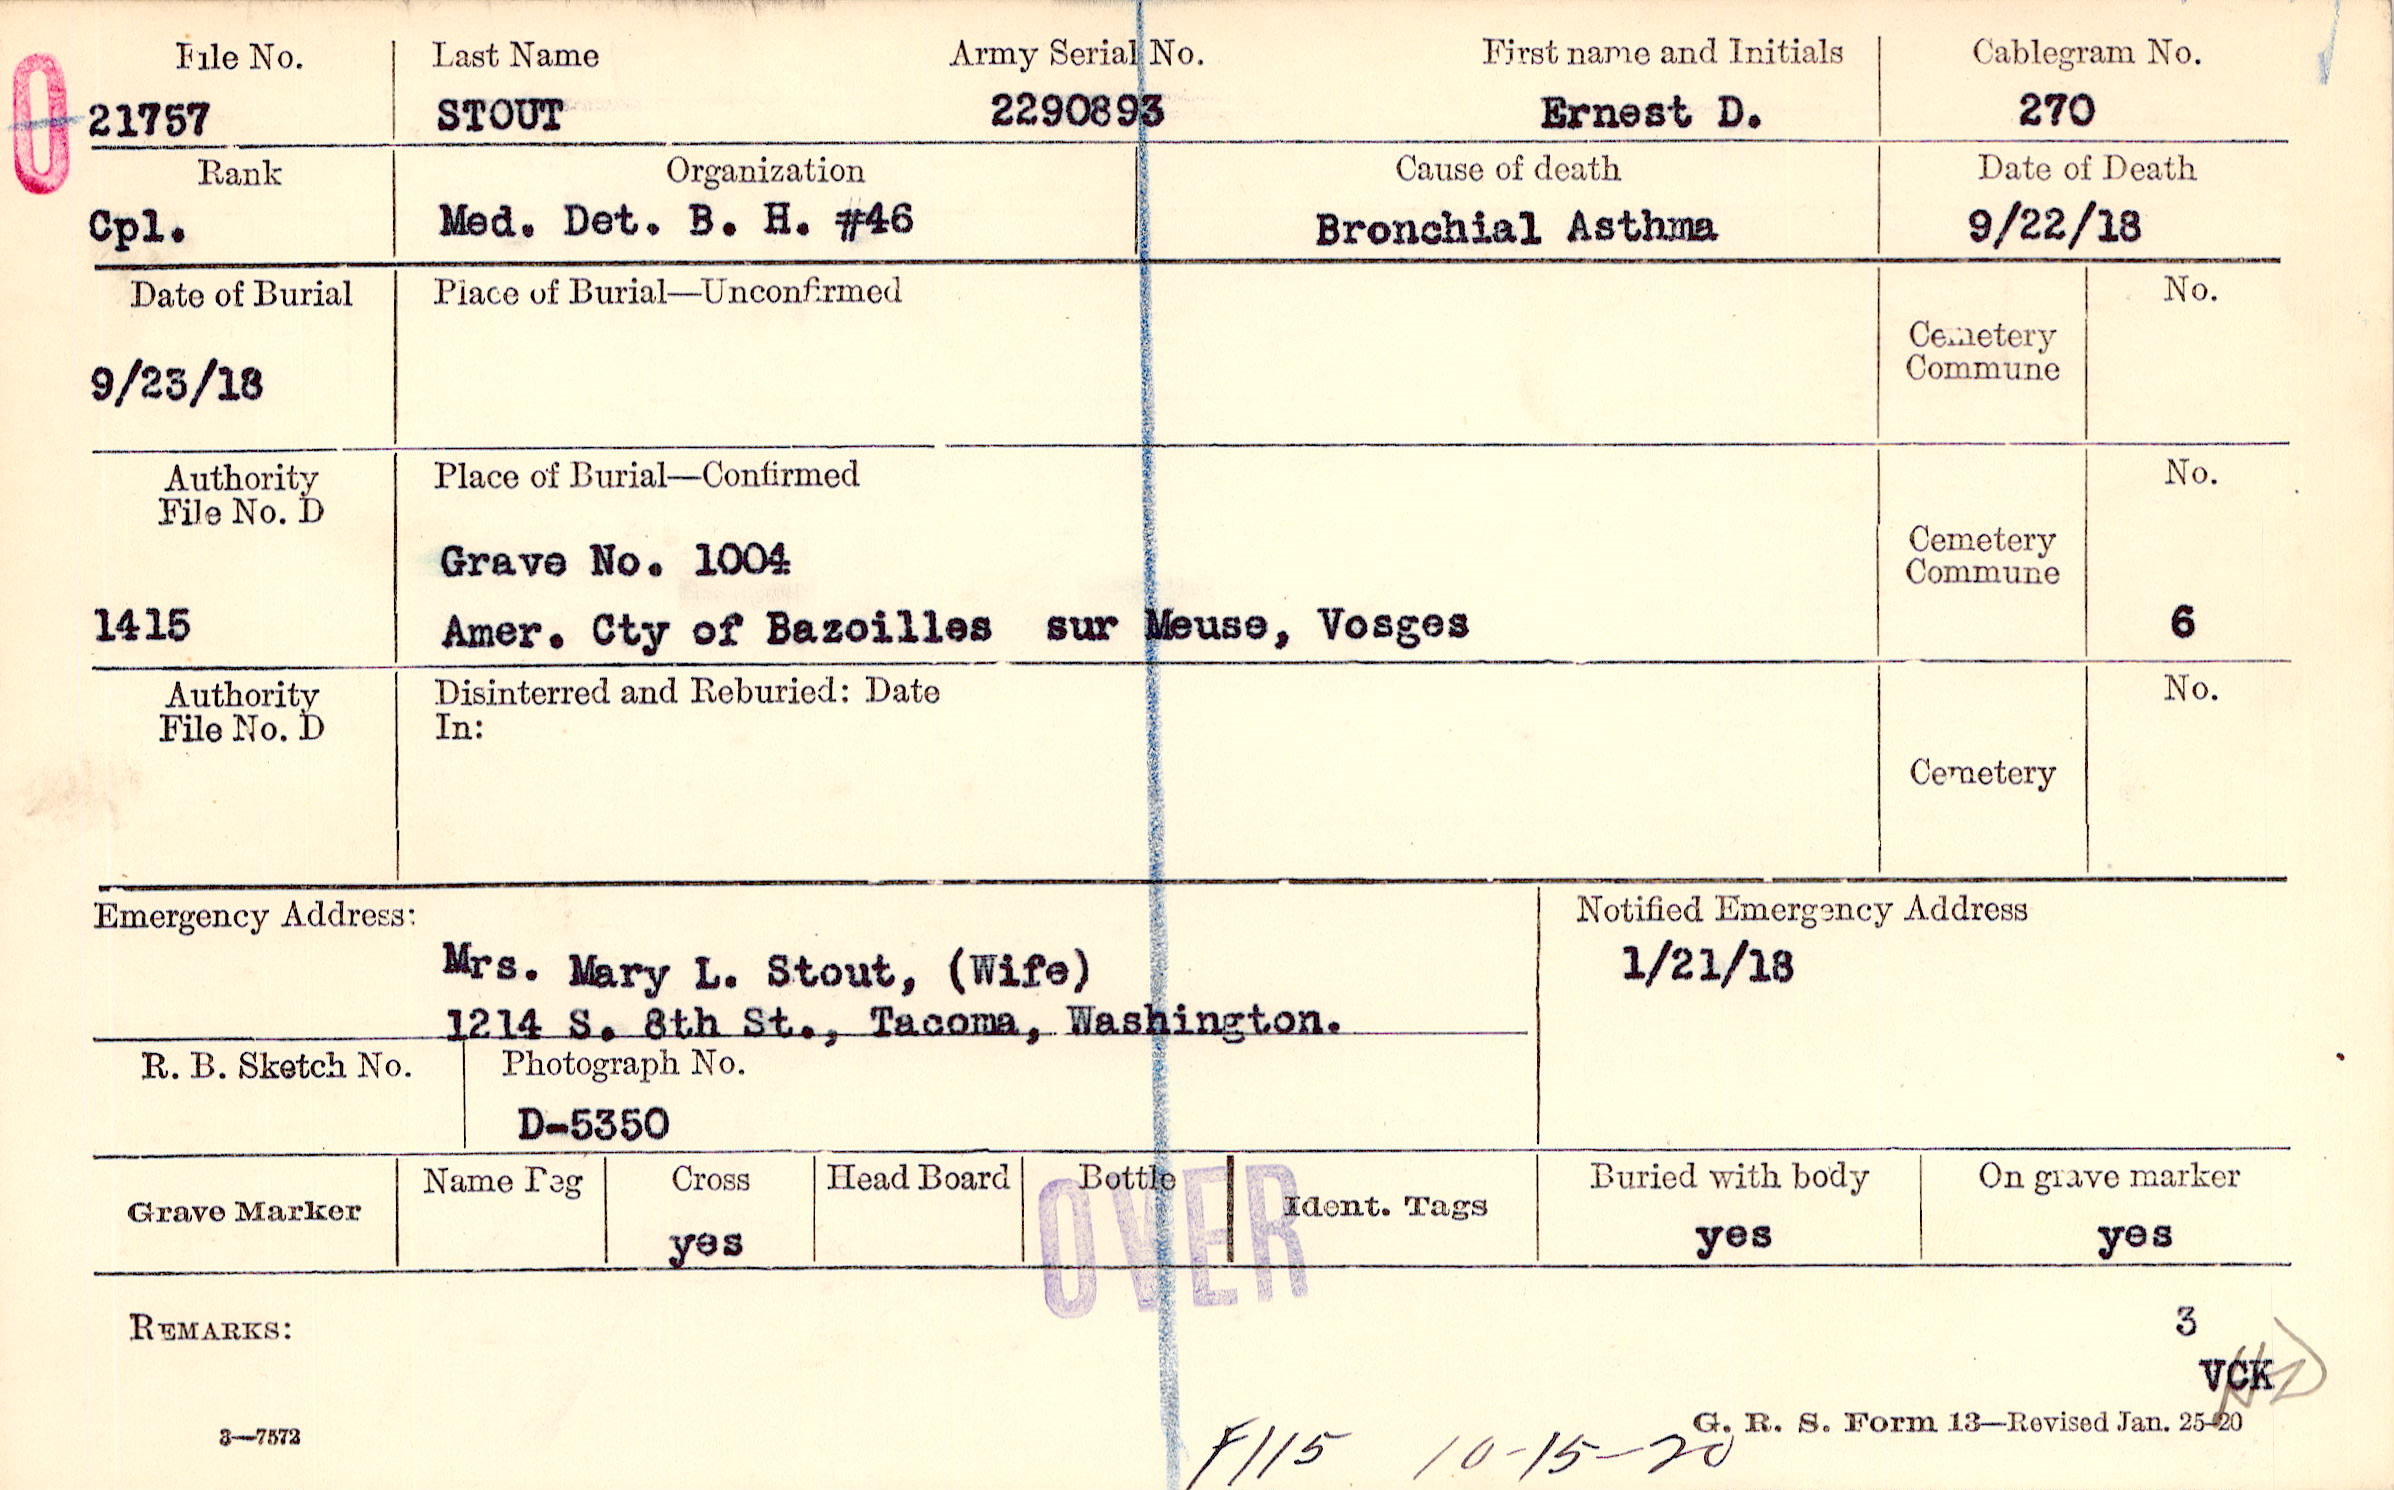 File No. Last Name Army Serial No. First name and Initials Cablegram No.
0 21757 STOUT 2290893 Ernest D. 270
Rank Organization Cause of death Date of Death
Cpl. Med. Det. B. H. #46 Bronchial Asthma 9/22/18
Date of Burial Place of Burial—Unconfirmed No.
Cemetery
Commune
9/23/18
Authority Place of Burial—Confirmed No.
File No. D
Cemetery
Grave No. 1004 Commune
1415 Amer. Cty of Bazoilles sur Meuse, Vosges 6
Authority Disinterred and Reburied: Date No.
File No. D In:
Cemetery
Emergency Address: Notified Emergency Address
Mrs. Mary L. Stout, (Wife) 1/21/18
1214 S. 8th St., Tacoma, Washington.
R. B. Sketch No. Photograph No.
D-5350
Grave Marker Name Peg Cross Head Board Bottle Ident. Tags Buried with body On grave marker
yes yes yes
OVER
REMARKS: 3
VCK
3—7572 G. R. S. Form 13—Revised Jan. 25-20
F115 10-15-20